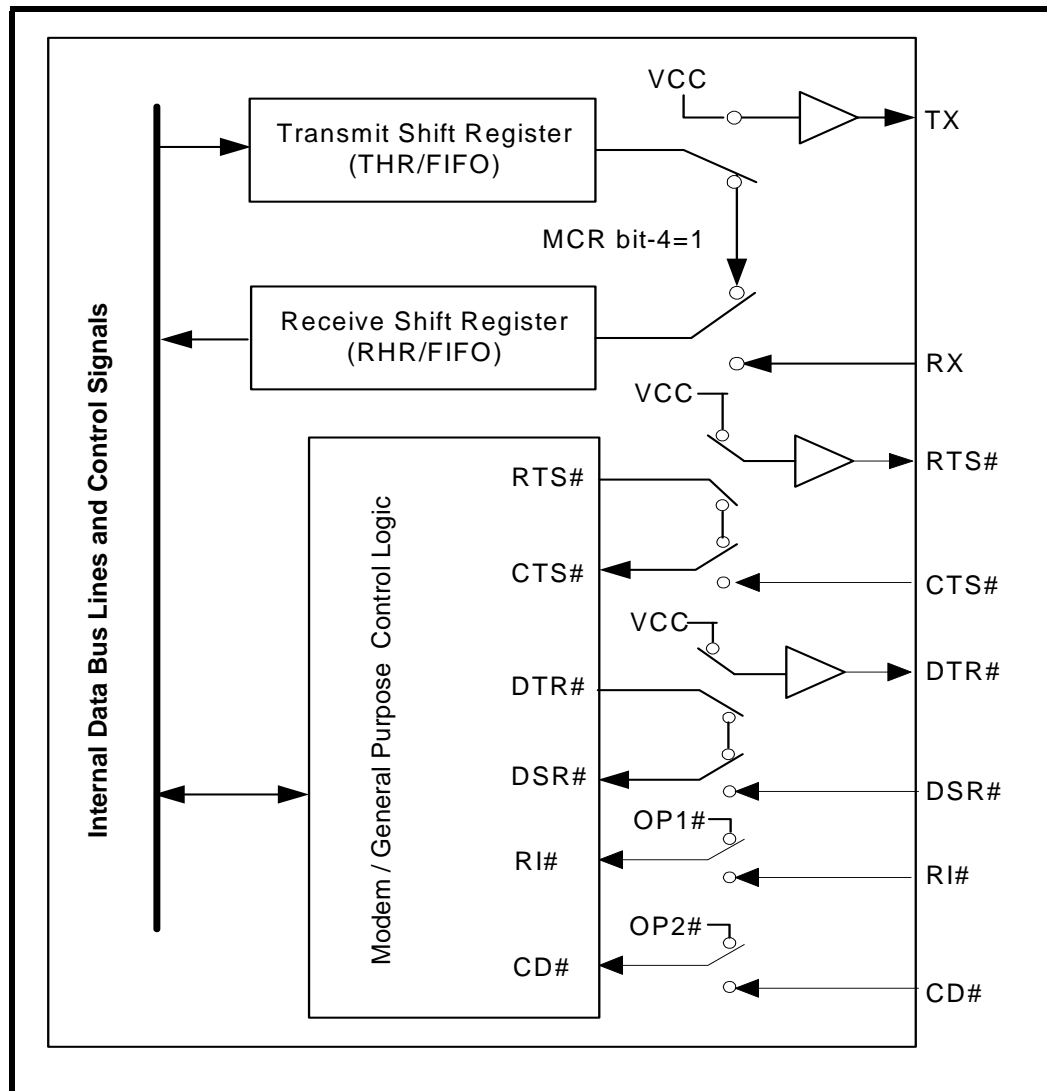 VCC
TX
Transmit Shift Register
(THR/FIFO)
MCR bit-4=1
Receive Shift Register
(RHR/FIFO)
RX
VCC
RTS#
RTS#
CTS#
CTS#
VCC
DTR#
DTR#
DSR#
DSR#
OP1#
RI#
RI#
OP2#
CD#
CD#
Internal Data Bus Lines and Control Signals
Modem / General Purpose Control Logic